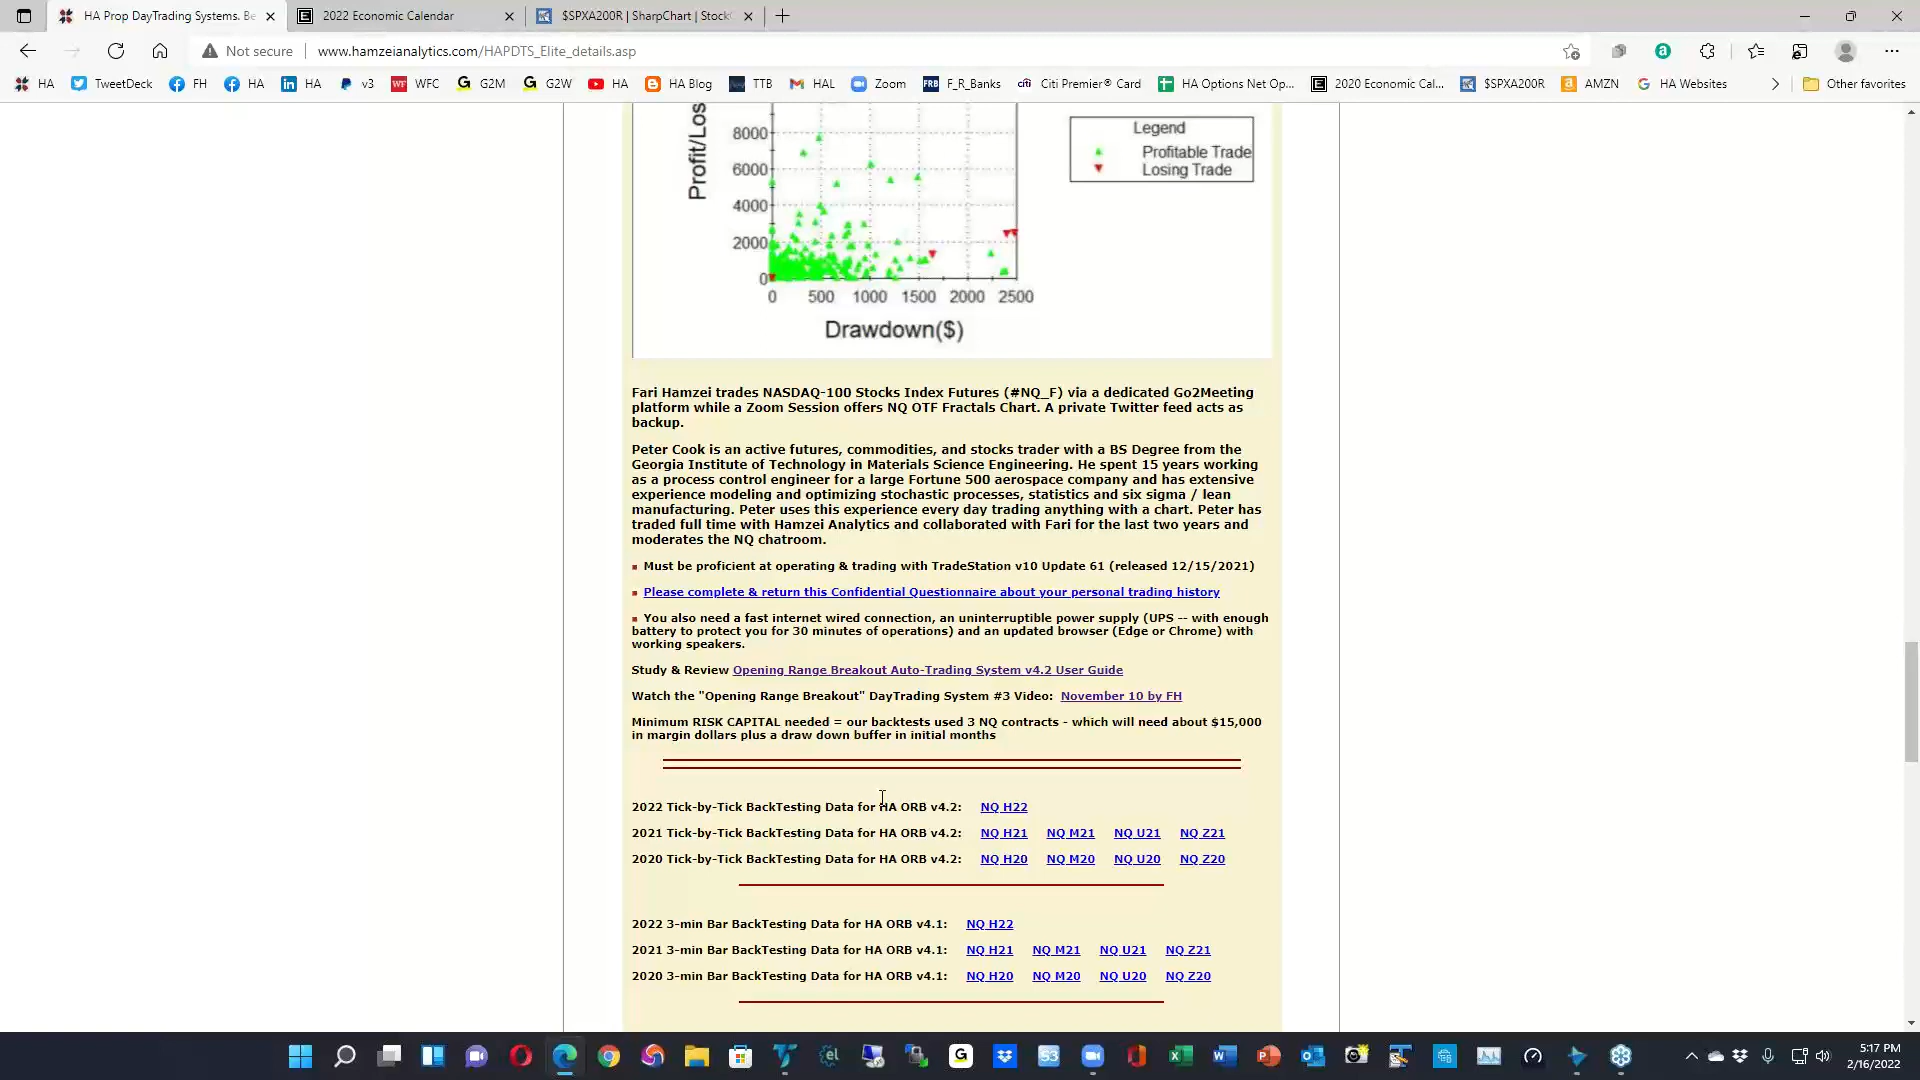 HA Prop DayTrading Systems. Be
2022 Economic Calendar
$SPXA200R | SharpChart | Stock
Not secure
www.hamzeianalytics.com/HAPDTS_Elite_details.asp
HA
TweetDeck
FH
HA
HA
v3
WFC
G2M
G2W
HA
HA Blog
TTB
HAL
Zoom
F_R_Banks
Citi Premier® Card
HA Options Net Op...
2020 Economic Cal...
$SPXA200R
AMZN
HA Websites
Other favorites
Profit/Los
8000
6000
4000
2000
0
0 500 1000 1500 2000 2500
Drawdown($)
Legend
Profitable Trade
Losing Trade
Fari Hamzei trades NASDAQ-100 Stocks Index Futures (#NQ_F) via a dedicated Go2Meeting
platform while a Zoom Session offers NQ OTF Fractals Chart. A private Twitter feed acts as
backup.
Peter Cook is an active futures, commodities, and stocks trader with a BS Degree from the
Georgia Institute of Technology in Materials Science Engineering. He spent 15 years working
as a process control engineer for a large Fortune 500 aerospace company and has extensive
experience modeling and optimizing stochastic processes, statistics and six sigma / lean
manufacturing. Peter uses this experience every day trading anything with a chart. Peter has
traded full time with Hamzei Analytics and collaborated with Fari for the last two years and
moderates the NQ chatroom.
Must be proficient at operating & trading with TradeStation v10 Update 61 (released 12/15/2021)
Please complete & return this Confidential Questionnaire about your personal trading history
You also need a fast internet wired connection, an uninterruptible power supply (UPS -- with enough
battery to protect you for 30 minutes of operations) and an updated browser (Edge or Chrome) with
working speakers.
Study & Review Opening Range Breakout Auto-Trading System v4.2 User Guide
Watch the "Opening Range Breakout" DayTrading System #3 Video: November 10 by FH
Minimum RISK CAPITAL needed = our backtests used 3 NQ contracts - which will need about $15,000
in margin dollars plus a draw down buffer in initial months
2022 Tick-by-Tick BackTesting Data for HA ORB v4.2: NQ H22
2021 Tick-by-Tick BackTesting Data for HA ORB v4.2: NQ H21 NQ M21 NQ U21 NQ Z21
2020 Tick-by-Tick BackTesting Data for HA ORB v4.2: NQ H20 NQ M20 NQ U20 NQ Z20
2022 3-min Bar BackTesting Data for HA ORB v4.1: NQ H22
2021 3-min Bar BackTesting Data for HA ORB v4.1: NQ H21 NQ M21 NQ U21 NQ Z21
2020 3-min Bar BackTesting Data for HA ORB v4.1: NQ H20 NQ M20 NQ U20 NQ Z20
5:17 PM
2/16/2022